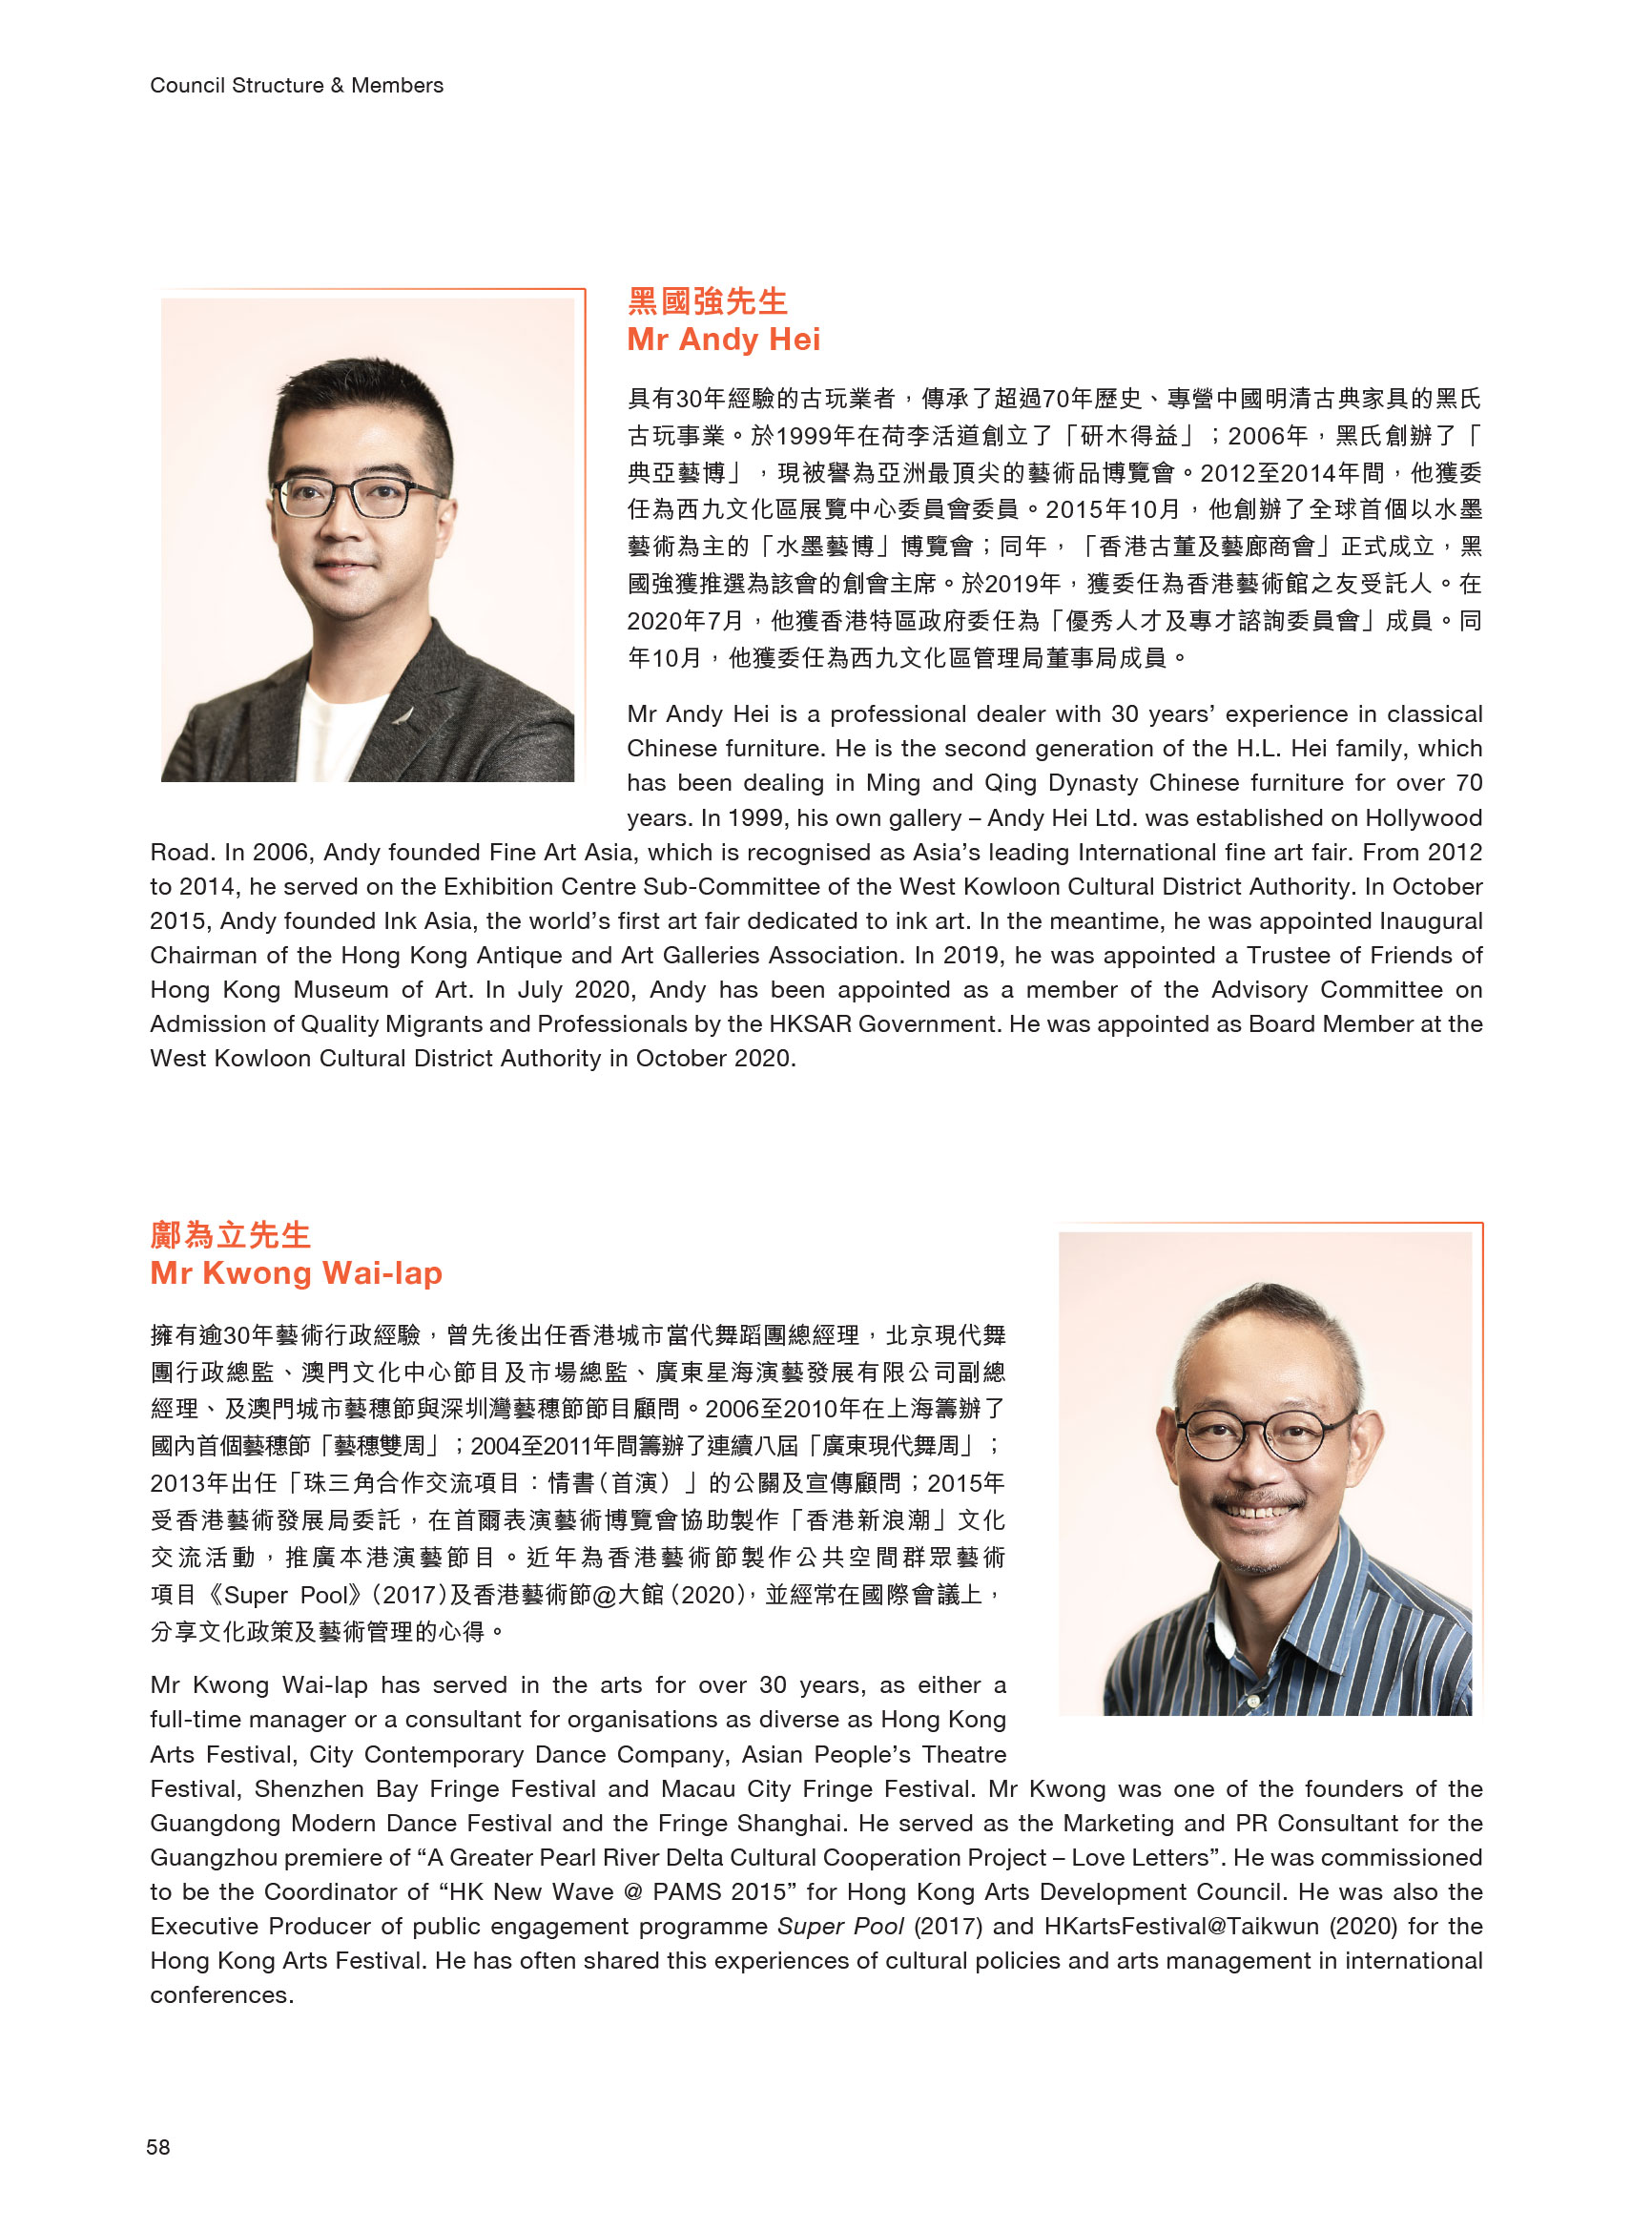 Council Structure & Members
黑國強先生
Mr Andy Hei
具有30年經驗的古玩業者，傳承了超過70年歷史、專營中國明清古典家具的黑氏
古玩事業。於1999年在荷李活道創立了「研木得益」；2006年，黑氏創辦了「
典亞藝博」，現被譽為亞洲最頂尖的藝術品博覽會。2012至2014年間，他獲委
任為西九文化區展覽中心委員會委員。2015年10月，他創辦了全球首個以水墨
藝術為主的「水墨藝博」博覽會；同年，「香港古董及藝廊商會」正式成立，黑
國強獲推選為該會的創會主席。於2019年，獲委任為香港藝術館之友受託人。在
2020年7月，他獲香港特區政府委任為「優秀人才及專才諮詢委員會」成員。同
年10月，他獲委任為西九文化區管理局董事局成員。
Mr Andy Hei is a professional dealer with 30 years’ experience in classical
Chinese furniture. He is the second generation of the H.L. Hei family, which
has been dealing in Ming and Qing Dynasty Chinese furniture for over 70
years. In 1999, his own gallery – Andy Hei Ltd. was established on Hollywood
Road. In 2006, Andy founded Fine Art Asia, which is recognised as Asia’s leading International fine art fair. From 2012
to 2014, he served on the Exhibition Centre Sub-Committee of the West Kowloon Cultural District Authority. In October
2015, Andy founded Ink Asia, the world’s first art fair dedicated to ink art. In the meantime, he was appointed Inaugural
Chairman of the Hong Kong Antique and Art Galleries Association. In 2019, he was appointed a Trustee of Friends of
Hong Kong Museum of Art. In July 2020, Andy has been appointed as a member of the Advisory Committee on
Admission of Quality Migrants and Professionals by the HKSAR Government. He was appointed as Board Member at the
West Kowloon Cultural District Authority in October 2020.
鄺為立先生
Mr Kwong Wai-lap
擁有逾30年藝術行政經驗，曾先後出任香港城市當代舞蹈團總經理，北京現代舞
團行政總監、澳門文化中心節目及市場總監、廣東星海演藝發展有限公司副總
經理、及澳門城市藝穗節與深圳灣藝穗節節目顧問。2006至2010年在上海籌辦了
國內首個藝穗節「藝穗雙周」；2004至2011年間籌辦了連續八屆「廣東現代舞周」；
2013年出任「珠三角合作交流項目：情書（首演）」的公關及宣傳顧問；2015年
受香港藝術發展局委託，在首爾表演藝術博覽會協助製作「香港新浪潮」文化
交流活動，推廣本港演藝節目。近年為香港藝術節製作公共空間群眾藝術
項目《Super Pool》（2017）及香港藝術節@大館（2020），並經常在國際會議上，
分享文化政策及藝術管理的心得。
Mr Kwong Wai-lap has served in the arts for over 30 years, as either a
full-time manager or a consultant for organisations as diverse as Hong Kong
Arts Festival, City Contemporary Dance Company, Asian People’s Theatre
Festival, Shenzhen Bay Fringe Festival and Macau City Fringe Festival. Mr Kwong was one of the founders of the
Guangdong Modern Dance Festival and the Fringe Shanghai. He served as the Marketing and PR Consultant for the
Guangzhou premiere of “A Greater Pearl River Delta Cultural Cooperation Project – Love Letters”. He was commissioned
to be the Coordinator of “HK New Wave @ PAMS 2015” for Hong Kong Arts Development Council. He was also the
Executive Producer of public engagement programme Super Pool (2017) and HKartsFestival@Taikwun (2020) for the
Hong Kong Arts Festival. He has often shared this experiences of cultural policies and arts management in international
conferences.
58